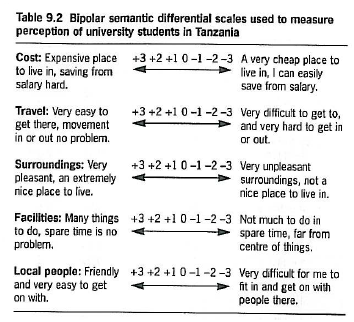 Table 9.2 Bipolar semantic differential scales used to measure
perception of university students in Tanzania
Cost: Expensive place +3 +2 +1 0 -1 -2 -3 A very cheap place to
to live in, saving from live in, I can easily
salary hard. save from salary.
Travel: Very easy to +3 +2 +1 0 -1 -2 -3 Very difficult to get to,
get there, movement and very hard to get in
in or out no problem. or out.
Surroundings: Very +3 +2 +1 0 -1 -2 -3 Very unpleasant
pleasant, an extremely surroundings, not a
nice place to live. nice place to live in.
Facilities: Many things +3 +2 +1 0 -1 -2 -3 Not much to do in
to do, spare time is no spare time, far from
problem. centre of things.
Local people: Friendly +3 +2 +1 0 -1 -2 -3 Very difficult for me to
and very easy to get fit in and get on with
on with. people there.